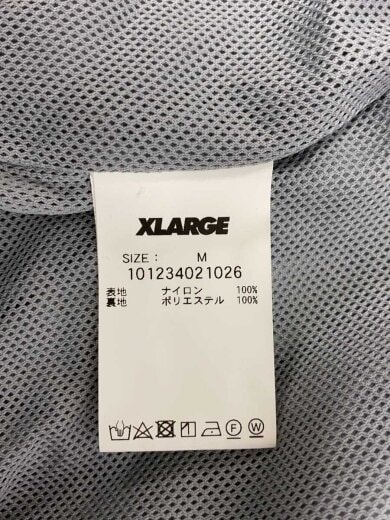 XLARGE
SIZE : M
101234021026
表地 ナイロン 100%
裏地 ポリエステル 100%
F W